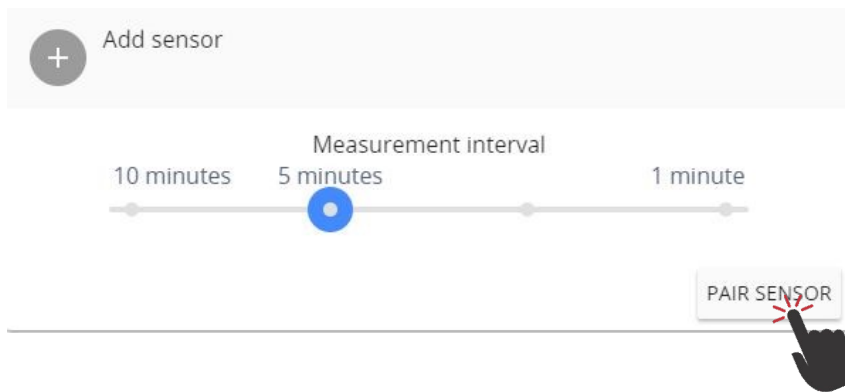 Add sensor
Measurement interval
10 minutes 5 minutes 1 minute
PAIR SENSOR